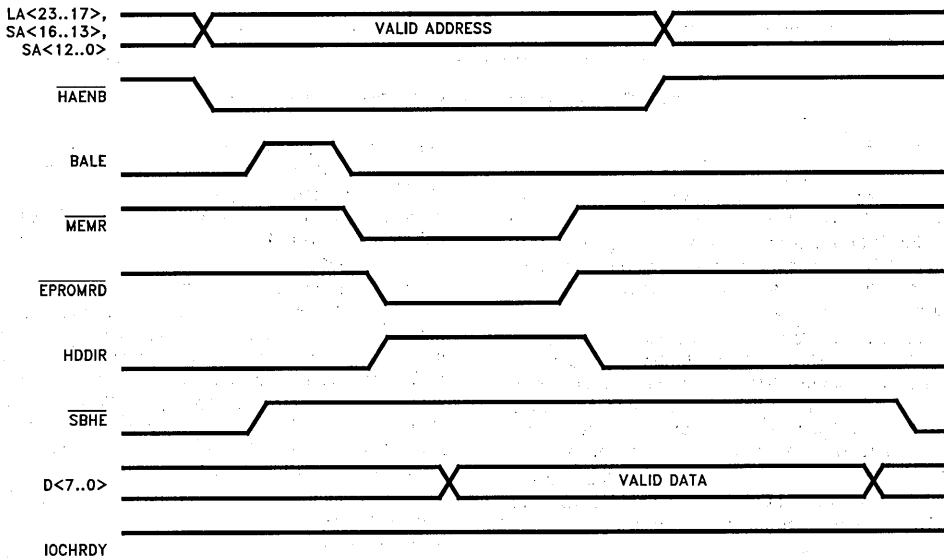 LA<23..17>,
SA<16..13>,
SA<12..0>
VALID ADDRESS
HAENB
BALE
MEMR
EPROMRD
HDDIR
SBHE
D<7..0>
VALID DATA
IOCHRDY